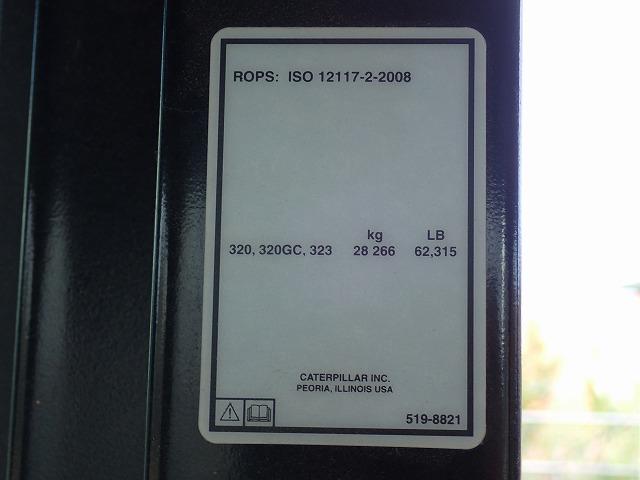 ROPS: ISO 12117-2-2008
kg LB
320, 320GC, 323 28 266 62,315
CATERPILLAR INC.
PEORIA, ILLINOIS USA
519-8821